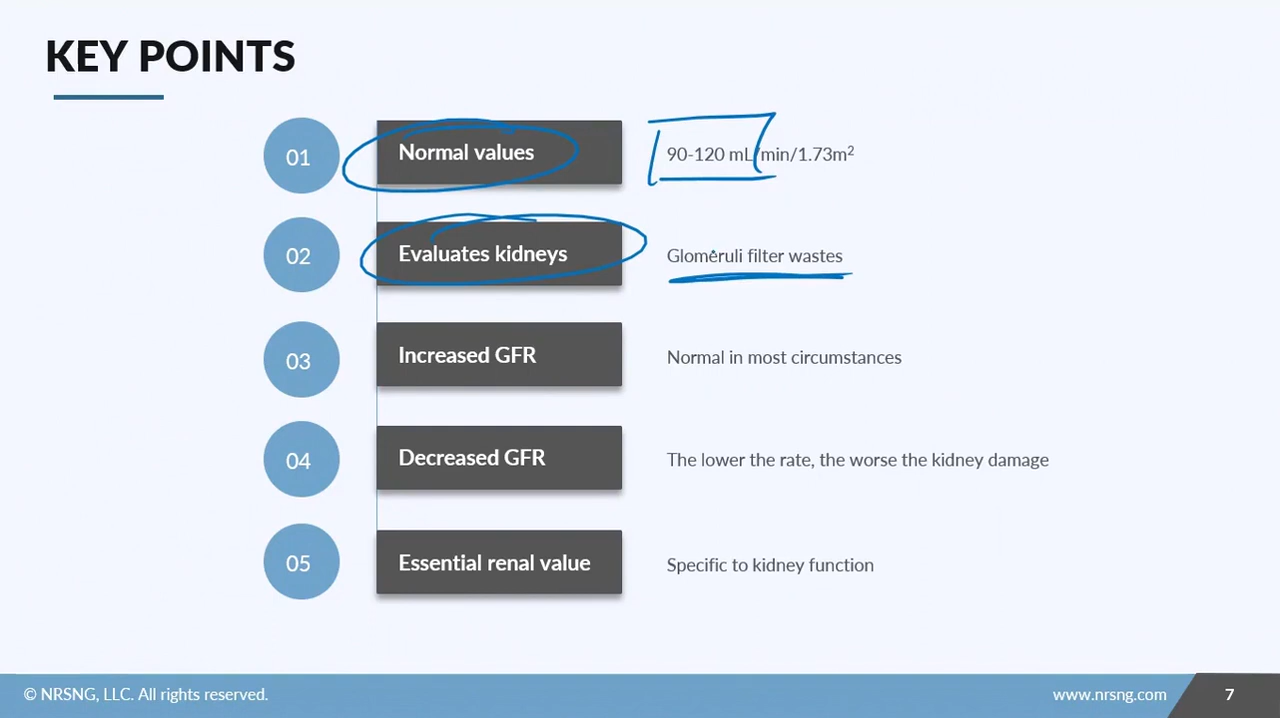 KEY POINTS
01 Normal values 90-120 mL/min/1.73m²
02 Evaluates kidneys Glomeruli filter wastes
03 Increased GFR Normal in most circumstances
04 Decreased GFR The lower the rate, the worse the kidney damage
05 Essential renal value Specific to kidney function
© NRSNG, LLC. All rights reserved. www.nrsng.com 7